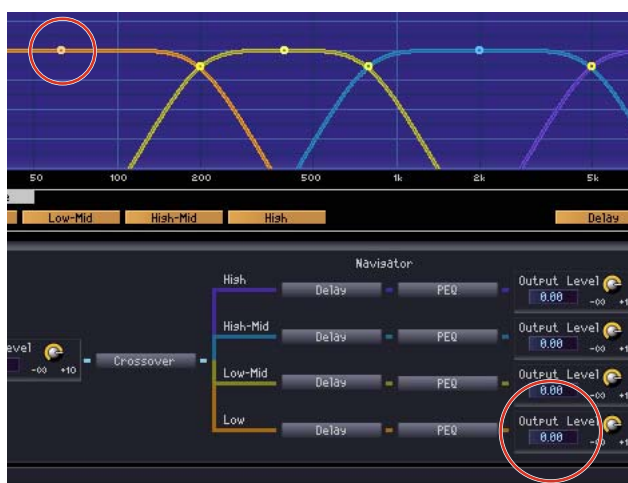 50 100 200 500 1k 2k 5k
Low-Mid High-Mid High Delay
Navigator
High Delay PEQ Output Level
0.00 -∞
High-Mid Delay PEQ Output Level
0.00 -∞
evel Crossover -∞ +10
Low-Mid Delay PEQ Output Level
0.00 -∞
Low Delay PEQ Output Level
0.00 -∞